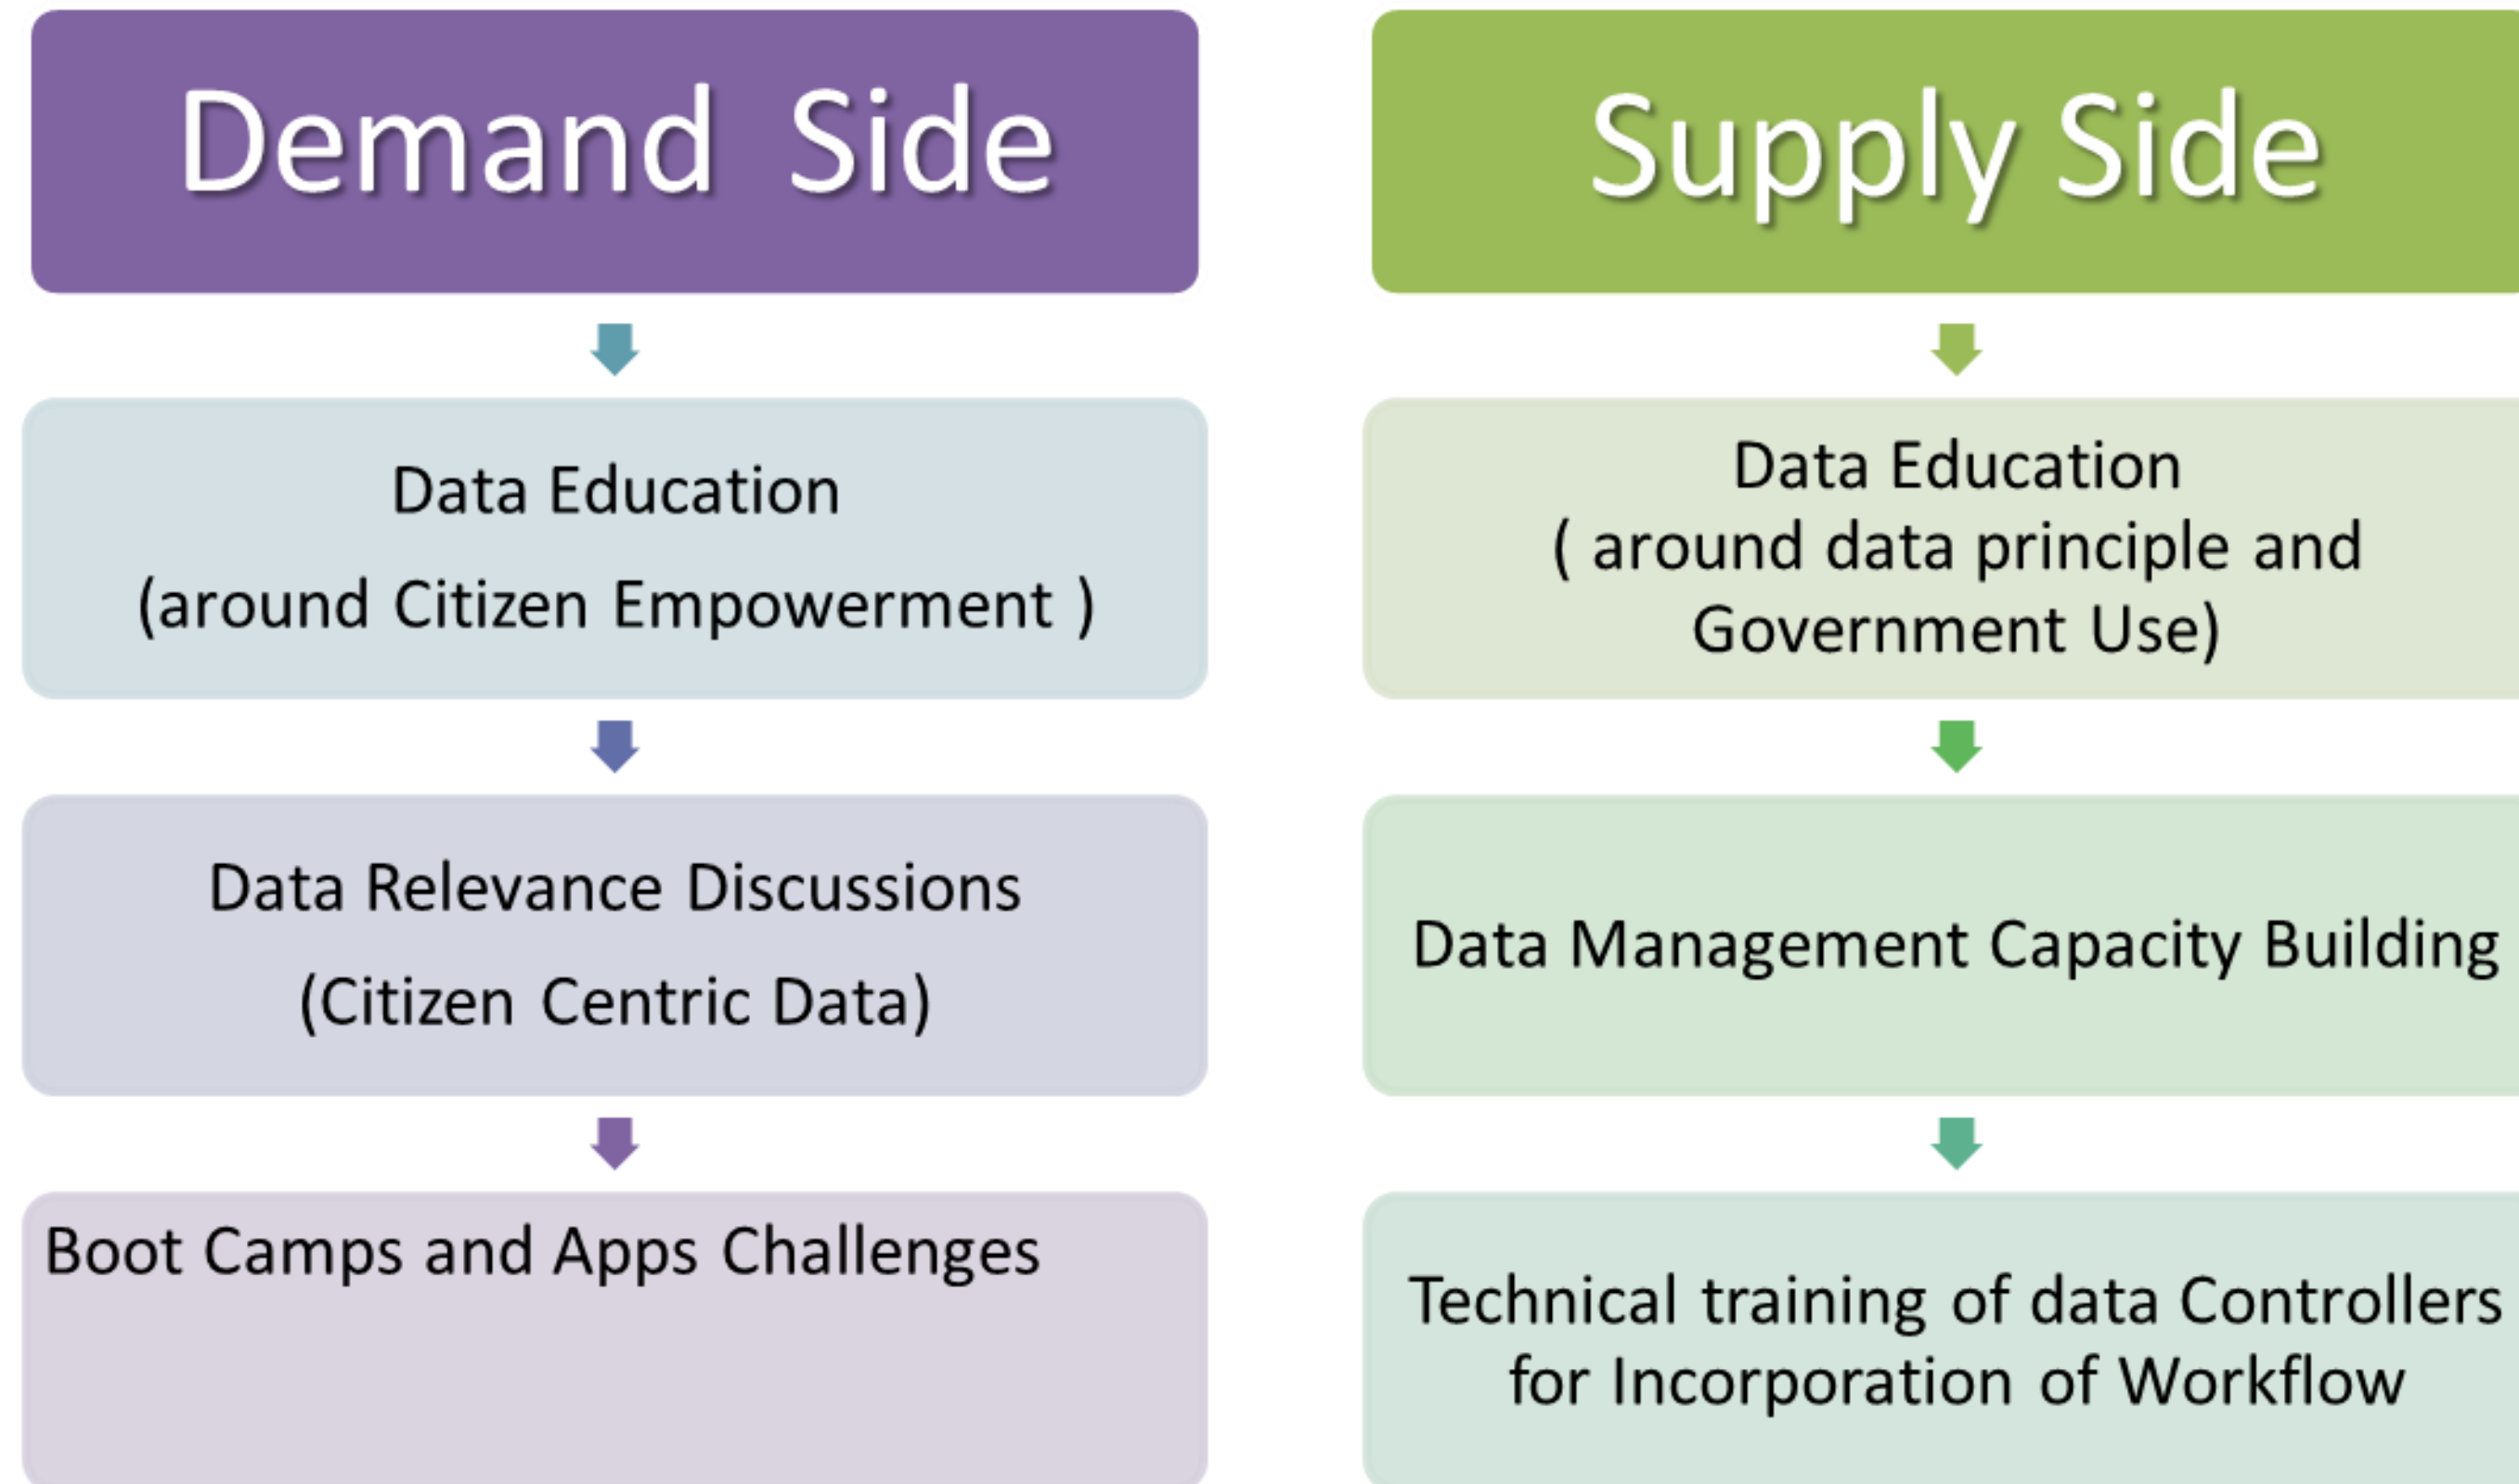 Demand Side
Data Education
(around Citizen Empowerment )
Data Relevance Discussions
(Citizen Centric Data)
Boot Camps and Apps Challenges
Supply Side
Data Education
( around data principle and
Government Use)
Data Management Capacity Building
Technical training of data Controllers
for Incorporation of Workflow